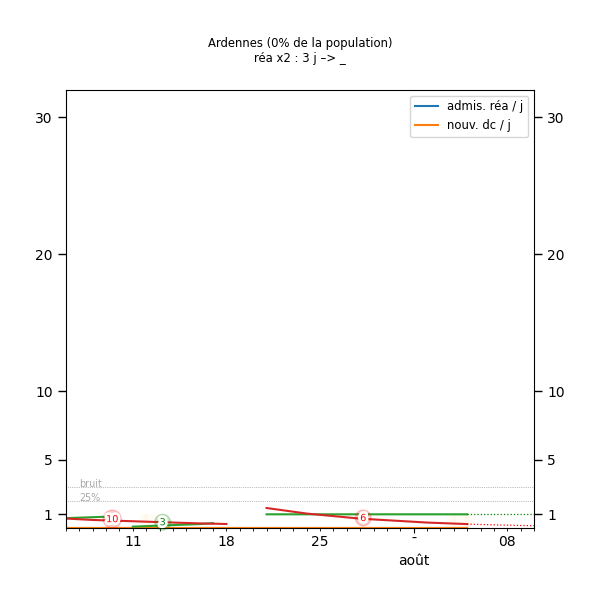 Ardennes (0% de la population)
réa x2 : 3 j –> _
admis. réa / j
nouv. dc / j
30 30
20 20
10 10
5 5
bruit
25%
1 10 3 6 1
11 18 25 - 08
août